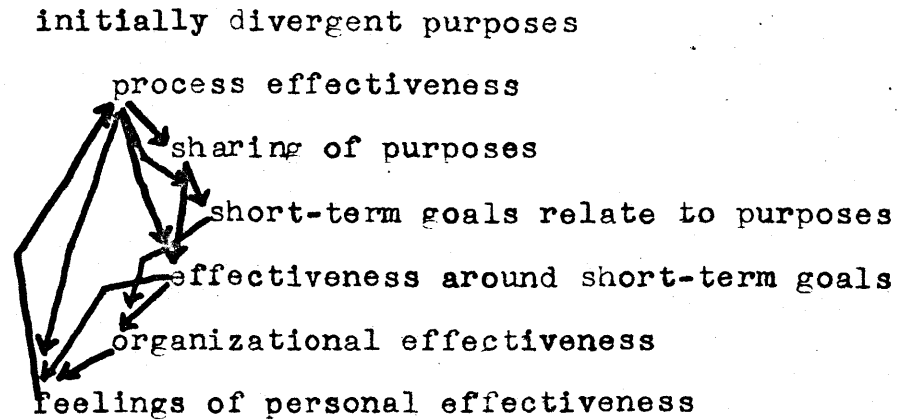 initially divergent purposes
process effectiveness
sharing of purposes
short-term goals relate to purposes
effectiveness around short-term goals
organizational effectiveness
feelings of personal effectiveness